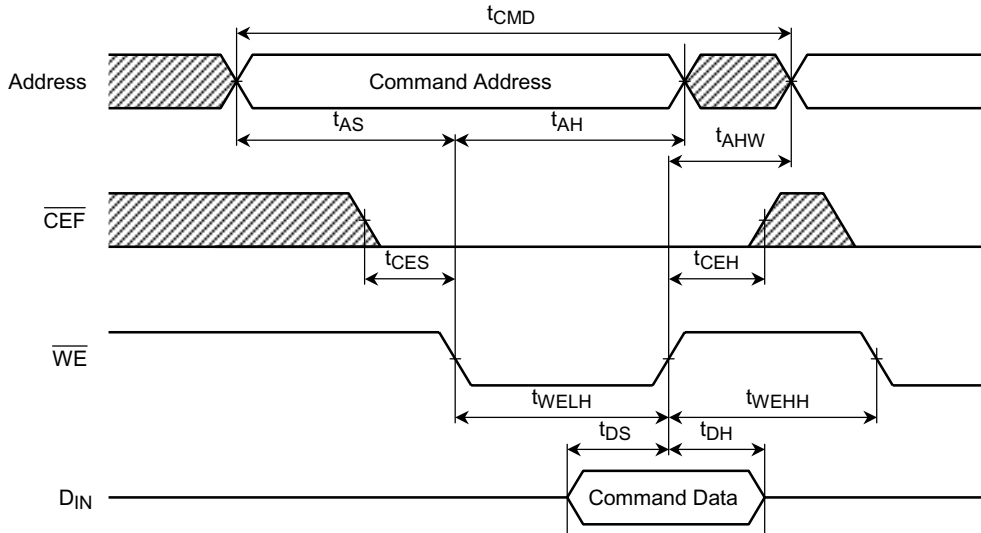 tCMD
Address
Command Address
tAS
tAH
tAHW
CEF
tCES
tCEH
WE
tWELH
tWEHH
tDS
tDH
DIN
Command Data